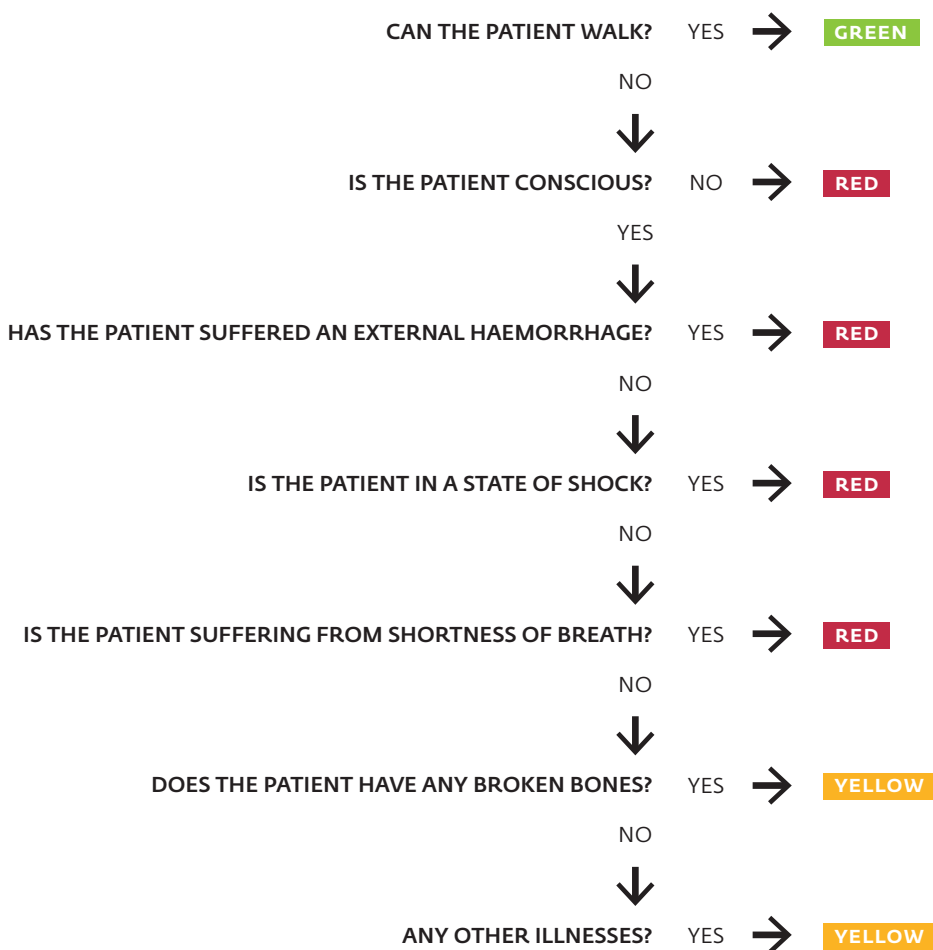 CAN THE PATIENT WALK? YES GREEN
NO
IS THE PATIENT CONSCIOUS? NO RED
YES
HAS THE PATIENT SUFFERED AN EXTERNAL HAEMORRHAGE? YES RED
NO
IS THE PATIENT IN A STATE OF SHOCK? YES RED
NO
IS THE PATIENT SUFFERING FROM SHORTNESS OF BREATH? YES RED
NO
DOES THE PATIENT HAVE ANY BROKEN BONES? YES YELLOW
NO
ANY OTHER ILLNESSES? YES YELLOW